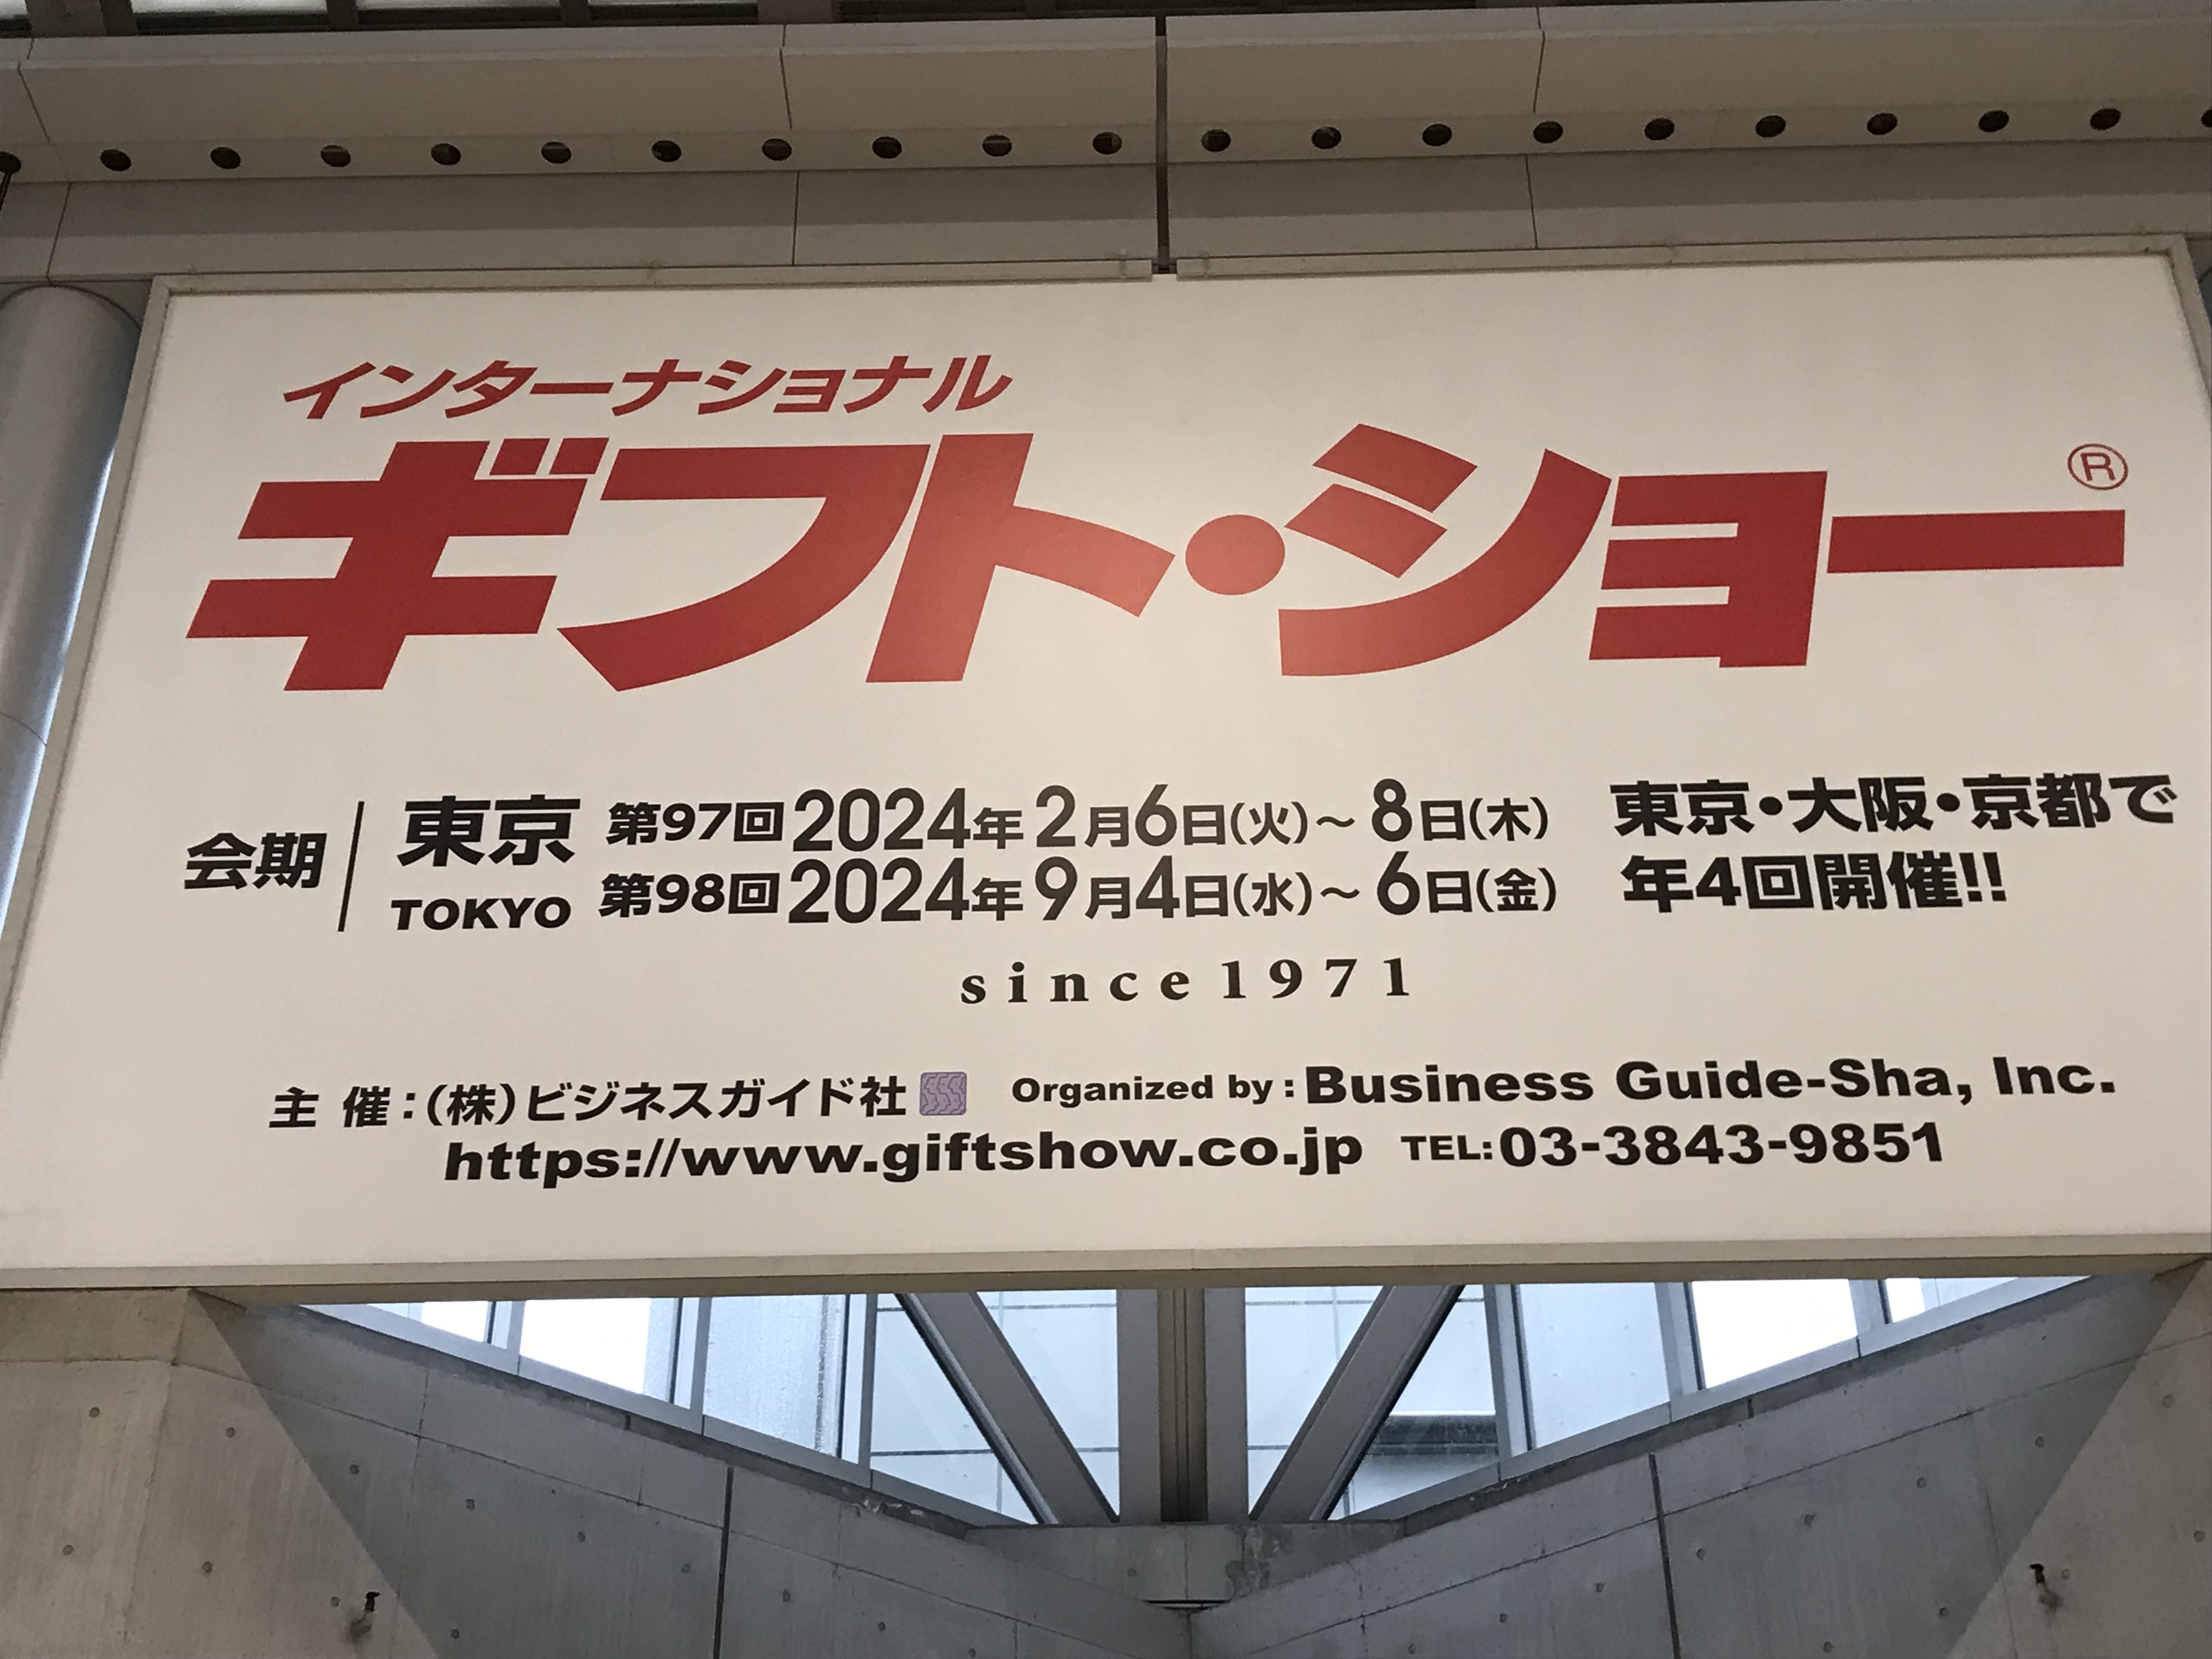 インターナショナル
ギフト・ショー®
会期 東京 第97回2024年2月6日(火)〜8日(木) 東京・大阪・京都で
TOKYO 第98回2024年9月4日(水)〜6日(金) 年4回開催!!
since1971
主 催:(株)ビジネスガイド社 Organized by:Business Guide-Sha, Inc.
https://www.giftshow.co.jp TEL:03-3843-9851